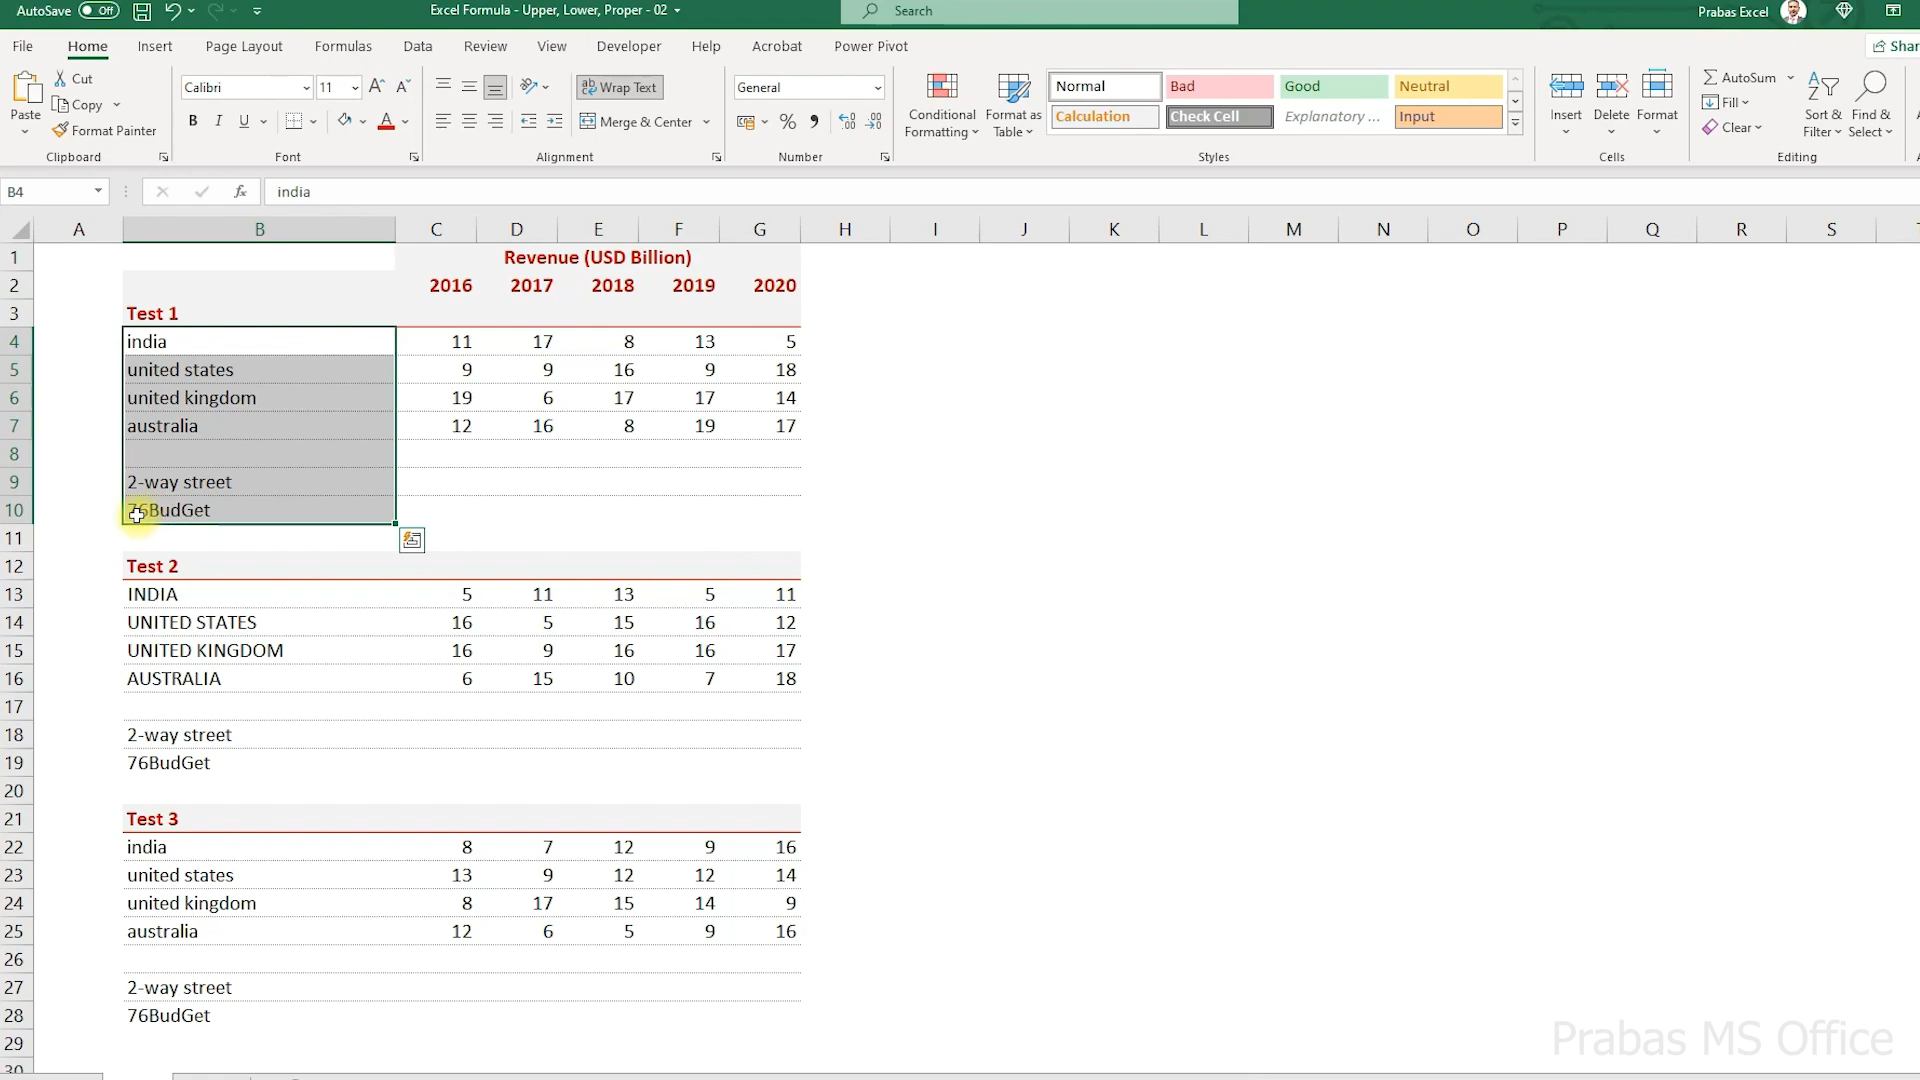 AutoSave Off Excel Formula - Upper, Lower, Proper - 02 Search Prabas Excel
File Home Insert Page Layout Formulas Data Review View Developer Help Acrobat Power Pivot Shar
Paste Cut Copy Format Painter Clipboard
Calibri 11 B I U A Font
Wrap Text Merge & Center Alignment
General % Number
Conditional Formatting Format as Table Normal Bad Good Neutral Calculation Check Cell Explanatory ... Input Styles
Insert Delete Format Cells
AutoSum Fill Clear Sort & Filter Find & Select Editing
B4 fx india
A B C D E F G H I J K L M N O P Q R S
1 Revenue (USD Billion)
2 2016 2017 2018 2019 2020
3 Test 1
4 india 11 17 8 13 5
5 united states 9 9 16 9 18
6 united kingdom 19 6 17 17 14
7 australia 12 16 8 19 17
8
9 2-way street
10 76BudGet
11
12 Test 2
13 INDIA 5 11 13 5 11
14 UNITED STATES 16 5 15 16 12
15 UNITED KINGDOM 16 9 16 16 17
16 AUSTRALIA 6 15 10 7 18
17
18 2-way street
19 76BudGet
20
21 Test 3
22 india 8 7 12 9 16
23 united states 13 9 12 12 14
24 united kingdom 8 17 15 14 9
25 australia 12 6 5 9 16
26
27 2-way street
28 76BudGet
29
30
Prabas MS Office